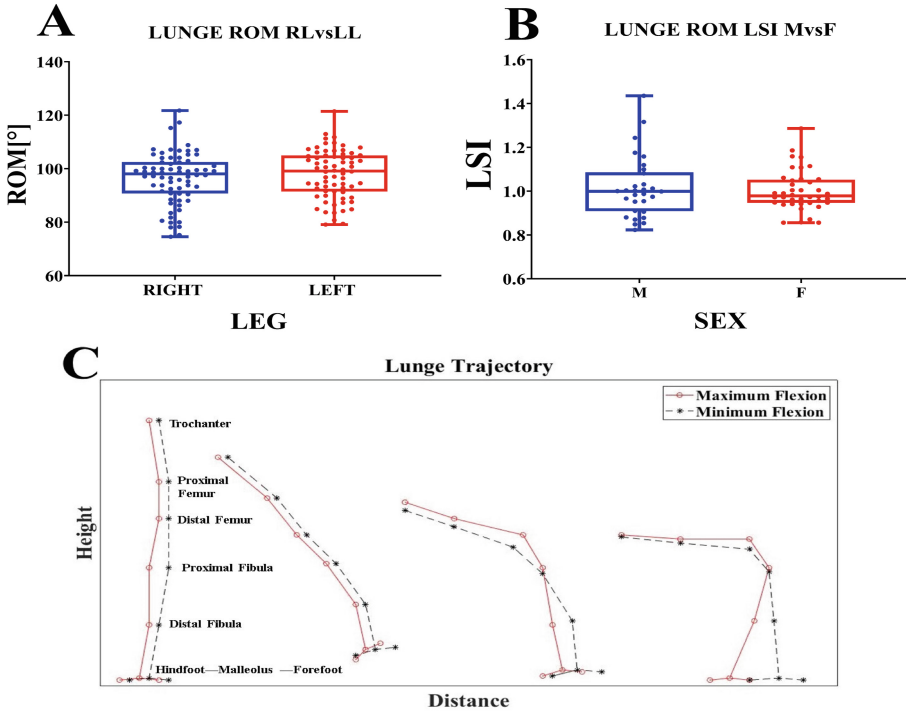 A
LUNGE ROM RLvsLL
140
120
100
80
60
ROM[°]
RIGHT
LEFT
LEG
B
LUNGE ROM LSI MvsF
1.6
1.4
1.2
1.0
0.8
0.6
LSI
M
F
SEX
C
Lunge Trajectory
Maximum Flexion
Minimum Flexion
Trochanter
Proximal
Femur
Distal Femur
Proximal Fibula
Distal Fibula
Hindfoot—Malleolus —Forefoot
Height
Distance